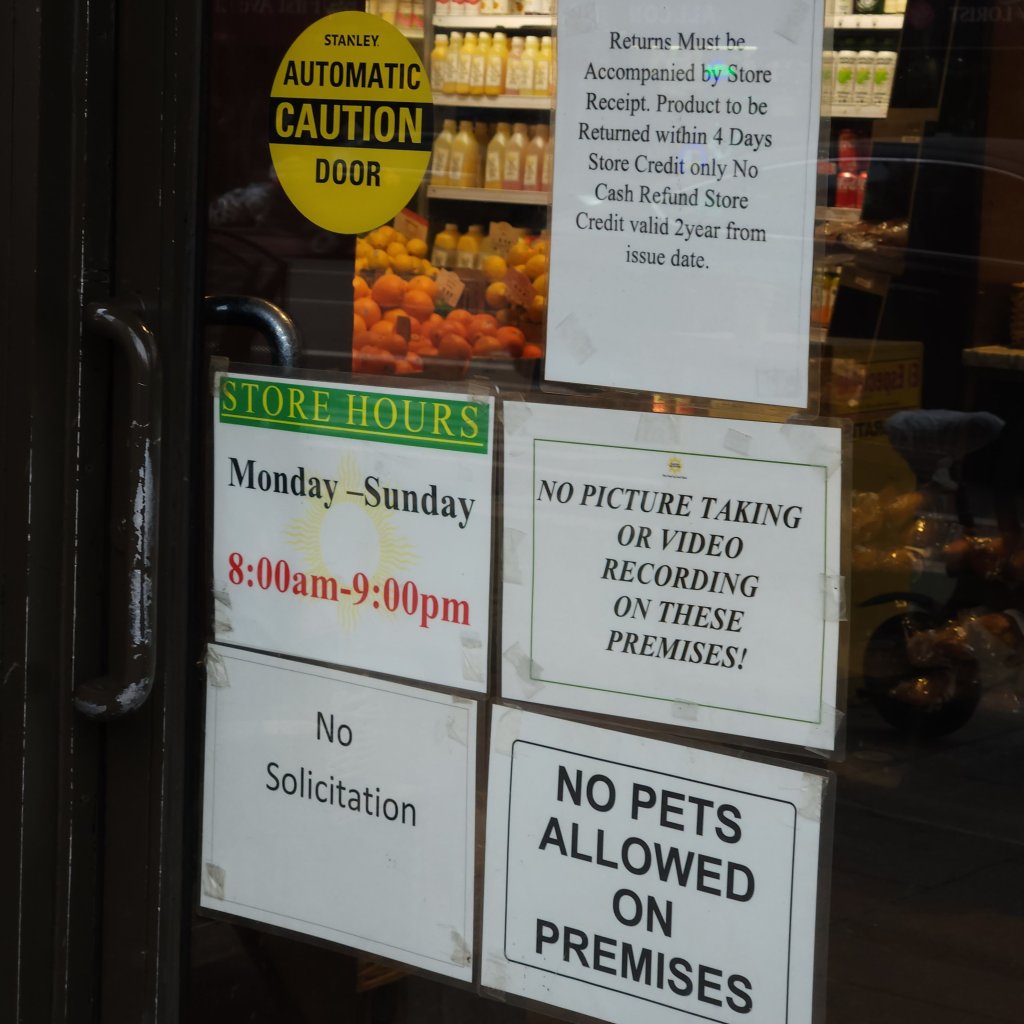 STANLEY.
AUTOMATIC
CAUTION
DOOR
Returns Must be
Accompanied by Store
Receipt. Product to be
Returned within 4 Days
Store Credit only No
Cash Refund Store
Credit valid 2year from
issue date.
STORE HOURS
Monday –Sunday
8:00am-9:00pm
NO PICTURE TAKING
OR VIDEO
RECORDING
ON THESE
PREMISES!
No
Solicitation
NO PETS
ALLOWED
ON
PREMISES